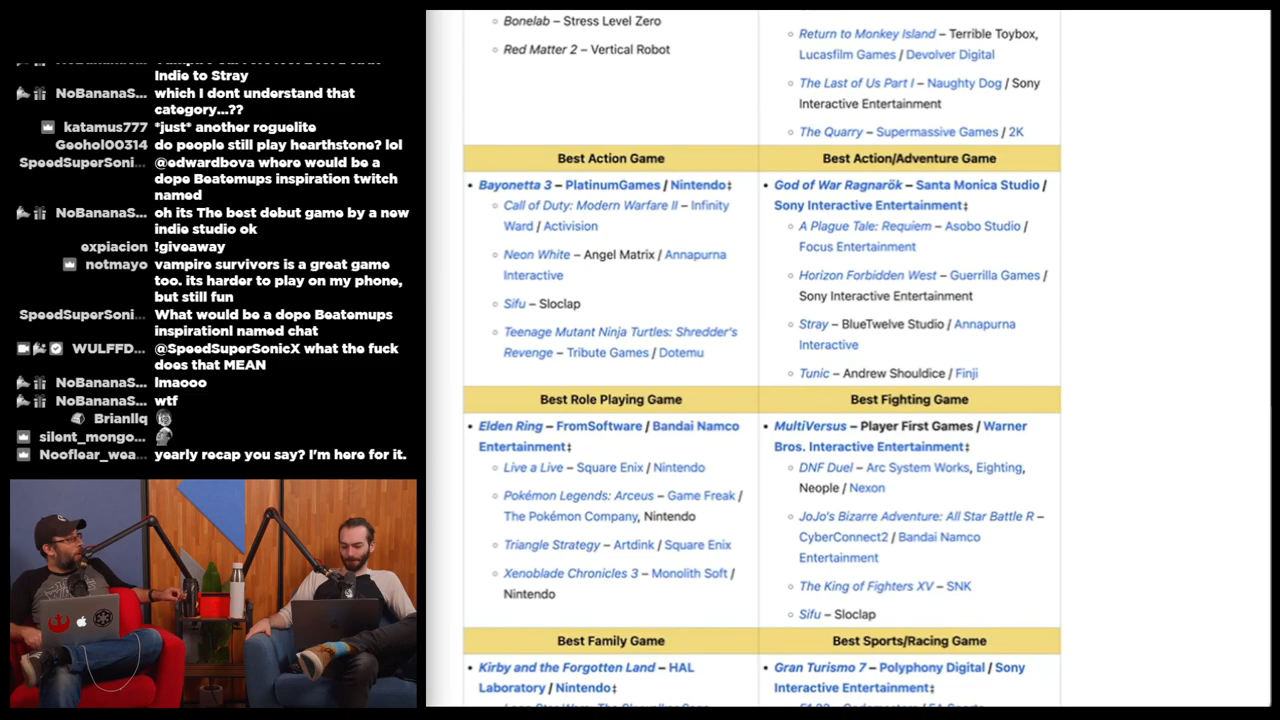 Indie to Stray
NoBananaS... which I dont understand that
category...??
katamus777 *just* another roguelite
Geohol00314 do people still play hearthstone? lol
SpeedSuperSoni... @edwardbova where would be a
dope Beatemups inspiration twitch
named
NoBananaS... oh its The best debut game by a new
indie studio ok
expiacion !giveaway
notmayo vampire survivors is a great game
too. its harder to play on my phone,
but still fun
SpeedSuperSoni... What would be a dope Beatemups
inspirationl named chat
WULFFD... @SpeedSuperSonicX what the fuck
does that MEAN
NoBananaS... lmaooo
NoBananaS... wtf
Brianllq
silent_mongo...
Nooflear_wea... yearly recap you say? I'm here for it.
Bonelab – Stress Level Zero
Red Matter 2 – Vertical Robot
Return to Monkey Island – Terrible Toybox,
Lucasfilm Games / Devolver Digital
The Last of Us Part I – Naughty Dog / Sony
Interactive Entertainment
The Quarry – Supermassive Games / 2K
Best Action Game
Bayonetta 3 – PlatinumGames / Nintendo‡
Call of Duty: Modern Warfare II – Infinity
Ward / Activision
Neon White – Angel Matrix / Annapurna
Interactive
Sifu – Sloclap
Teenage Mutant Ninja Turtles: Shredder's
Revenge – Tribute Games / Dotemu
Best Action/Adventure Game
God of War Ragnarök – Santa Monica Studio /
Sony Interactive Entertainment‡
A Plague Tale: Requiem – Asobo Studio /
Focus Entertainment
Horizon Forbidden West – Guerrilla Games /
Sony Interactive Entertainment
Stray – BlueTwelve Studio / Annapurna
Interactive
Tunic – Andrew Shouldice / Finji
Best Role Playing Game
Elden Ring – FromSoftware / Bandai Namco
Entertainment‡
Live a Live – Square Enix / Nintendo
Pokémon Legends: Arceus – Game Freak /
The Pokémon Company, Nintendo
Triangle Strategy – Artdink / Square Enix
Xenoblade Chronicles 3 – Monolith Soft /
Nintendo
Best Fighting Game
MultiVersus – Player First Games / Warner
Bros. Interactive Entertainment‡
DNF Duel – Arc System Works, Eighting,
Neople / Nexon
JoJo's Bizarre Adventure: All Star Battle R –
CyberConnect2 / Bandai Namco
Entertainment
The King of Fighters XV – SNK
Sifu – Sloclap
Best Family Game
Kirby and the Forgotten Land – HAL
Laboratory / Nintendo‡
Best Sports/Racing Game
Gran Turismo 7 – Polyphony Digital / Sony
Interactive Entertainment‡